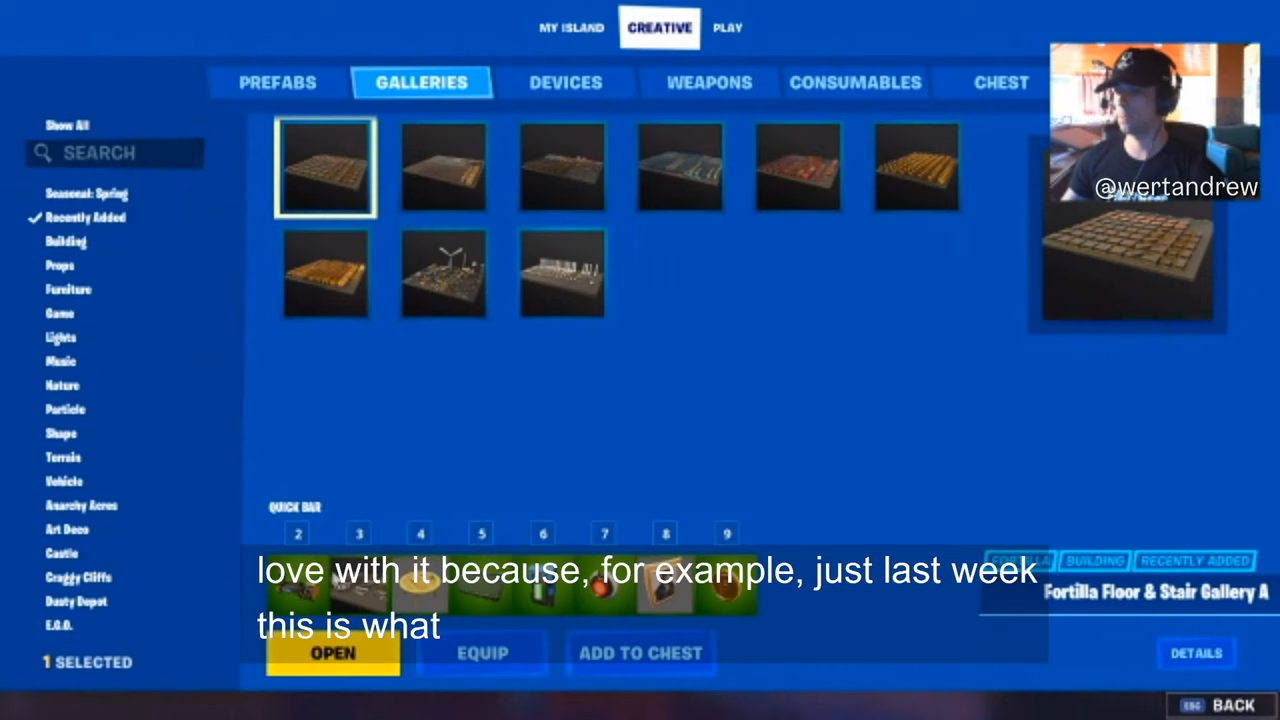 MY ISLAND CREATIVE PLAY
PREFABS GALLERIES DEVICES WEAPONS CONSUMABLES CHEST
Show All
SEARCH
Seasonal: Spring
Recently Added
Building
Props
Furniture
Game
Lights
Music
Nature
Particle
Shape
Terrain
Vehicle
Anarchy Acres
Art Deco
Castle
Craggy Cliffs
Dusty Depot
E.G.O.
1 SELECTED
@wertandrew
QUICK BAR
2 3 4 5 6 7 8 9
love with it because, for example, just last week
this is what
OPEN EQUIP ADD TO CHEST
FORTILLA BUILDING RECENTLY ADDED
Fortilla Floor & Stair Gallery A
DETAILS
ESC BACK